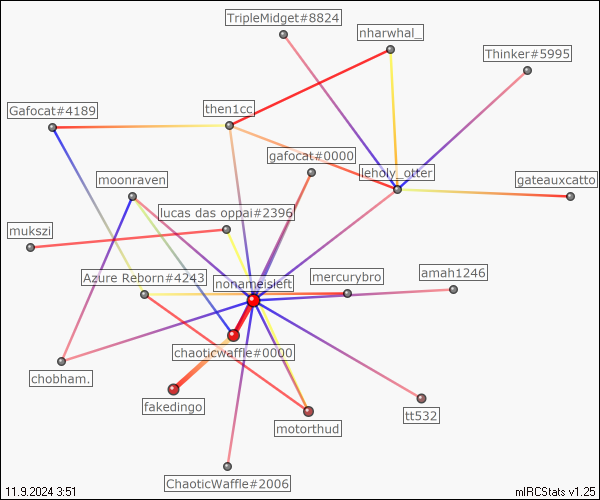 TripleMidget#8824
nharwhal_
Thinker#5995
Gafocat#4189
then1cc
gafocat#0000
leholy_otter
moonraven
gateauxcatto
lucas das oppai#2396
mukszi
Azure Reborn#4243
nonameisleft
mercurybro
amah1246
chaoticwaffle#0000
chobham.
fakedingo
tt532
motorthud
ChaoticWaffle#2006
11.9.2024 3:51
mIRCStats v1.25